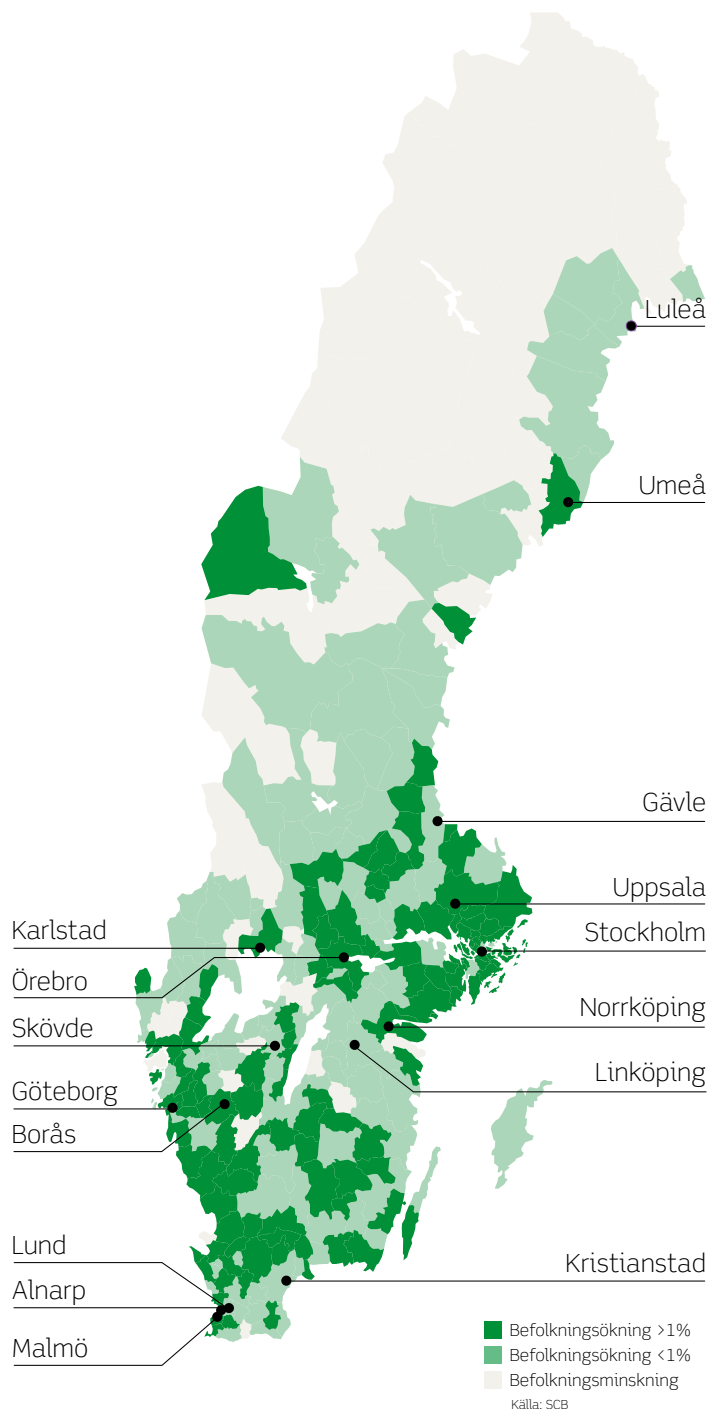 Luleå
Umeå
Gävle
Uppsala
Karlstad
Stockholm
Örebro
Norrköping
Skövde
Linköping
Göteborg
Borås
Lund
Kristianstad
Alnarp
Malmö
Befolkningsökning >1%
Befolkningsökning <1%
Befolkningsminskning
Källa: SCB